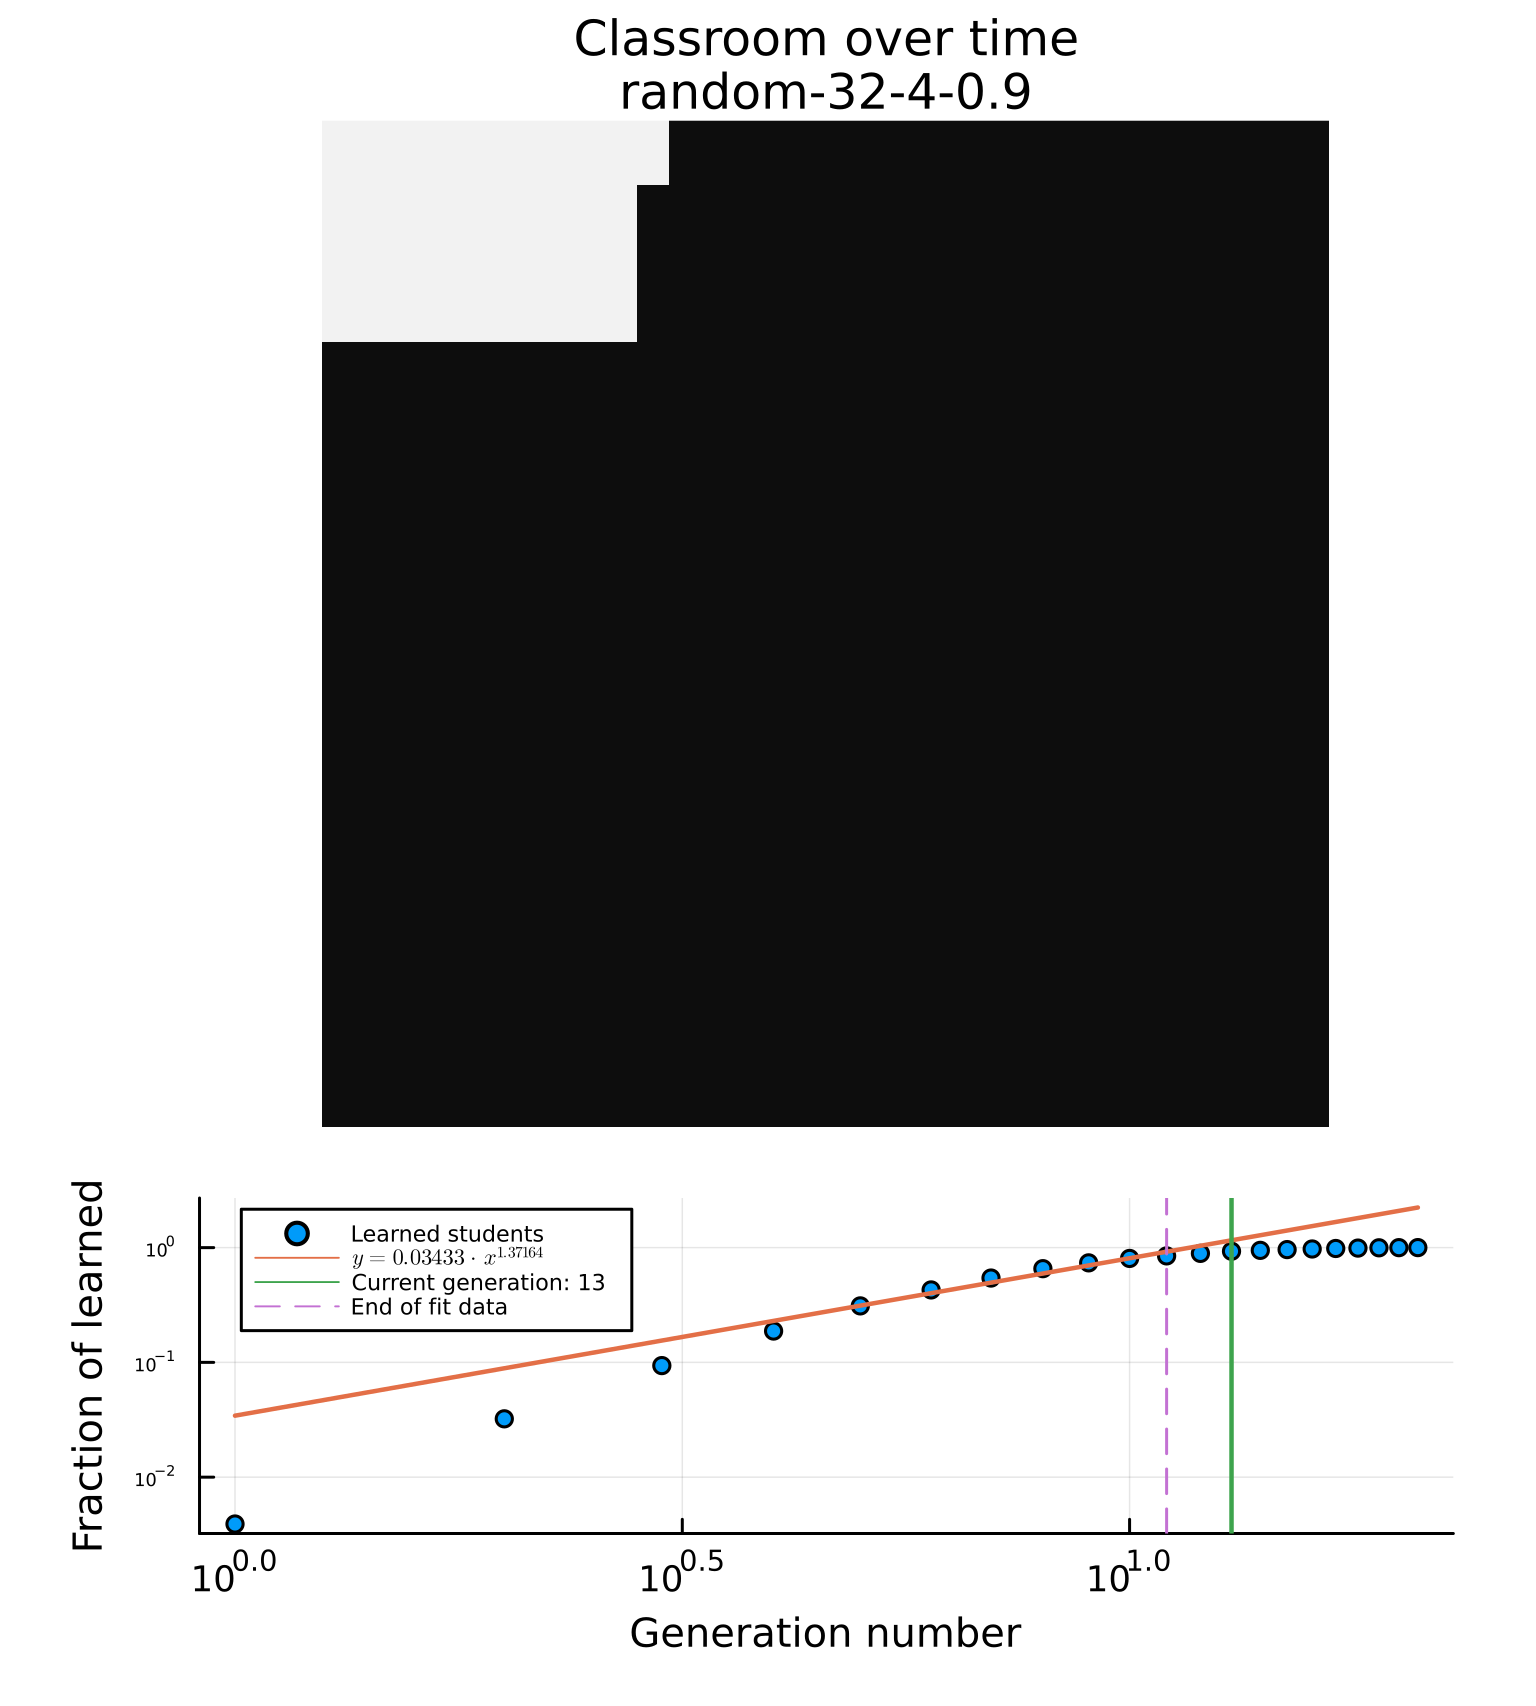 Classroom over time
random-32-4-0.9
Fraction of learned
10^0
10^-1
10^-2
Learned students
y = 0.03433 · x^1.37164
Current generation: 13
End of fit data
10^0.0 10^0.5 10^1.0
Generation number